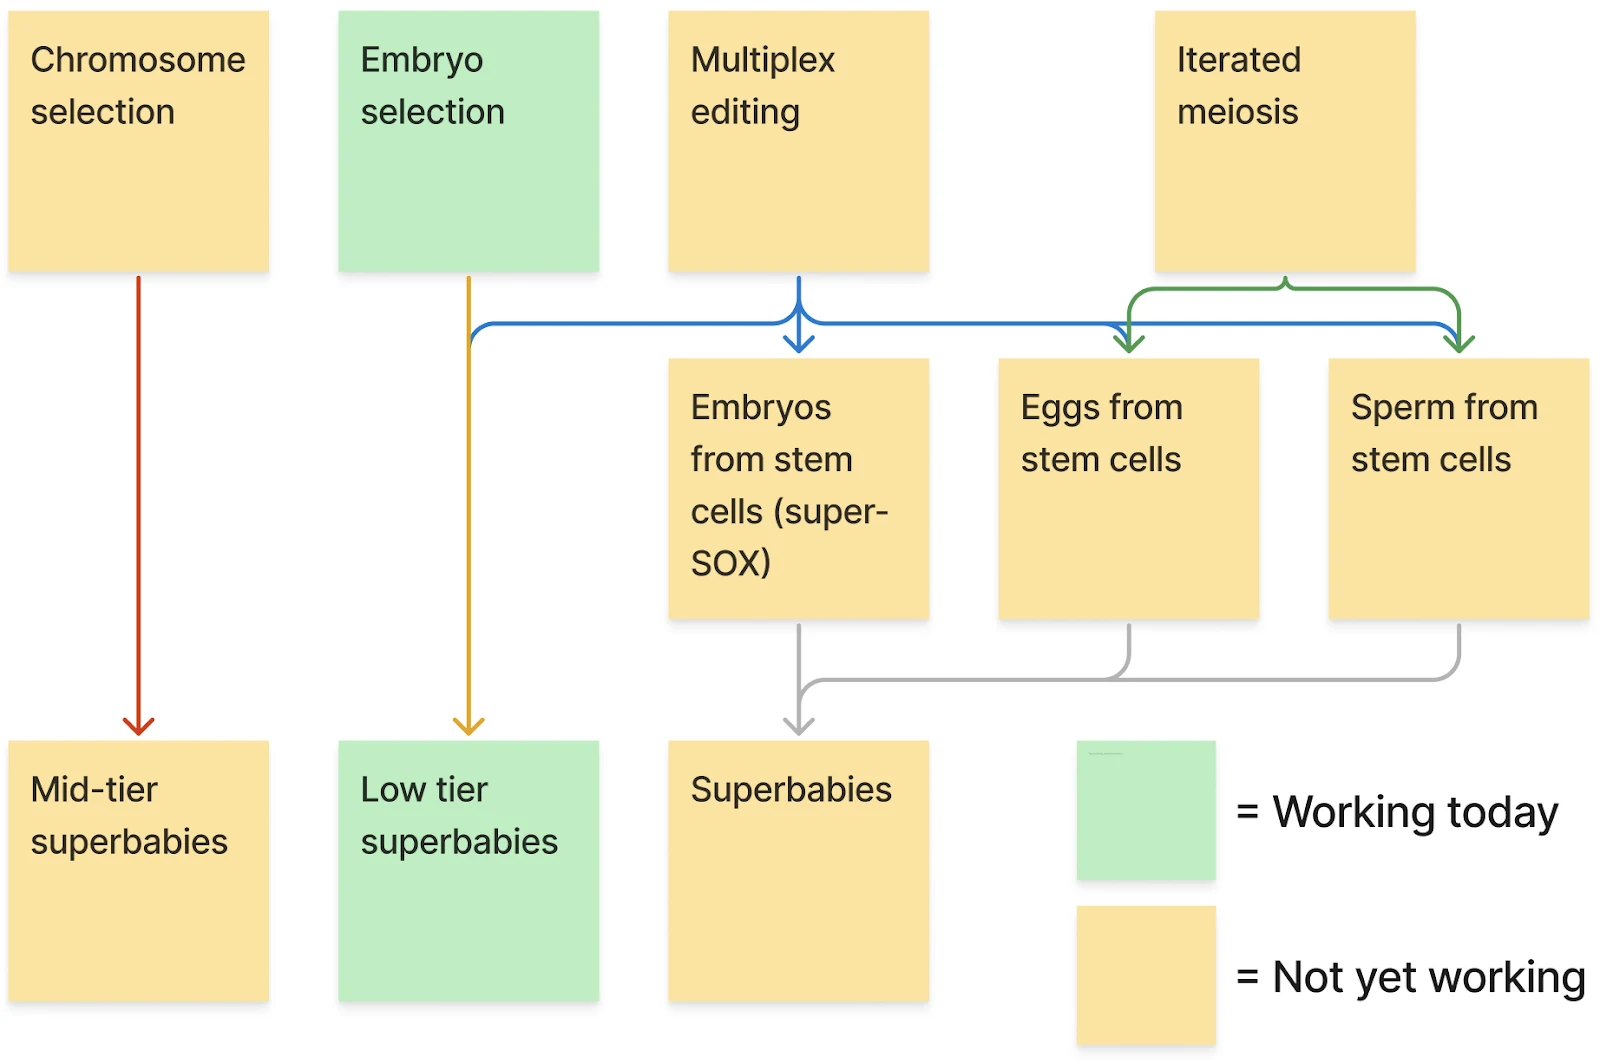 Chromosome
selection
Embryo
selection
Multiplex
editing
Iterated
meiosis
Embryos
from stem
cells (super-
SOX)
Eggs from
stem cells
Sperm from
stem cells
Mid-tier
superbabies
Low tier
superbabies
Superbabies
= Working today
= Not yet working